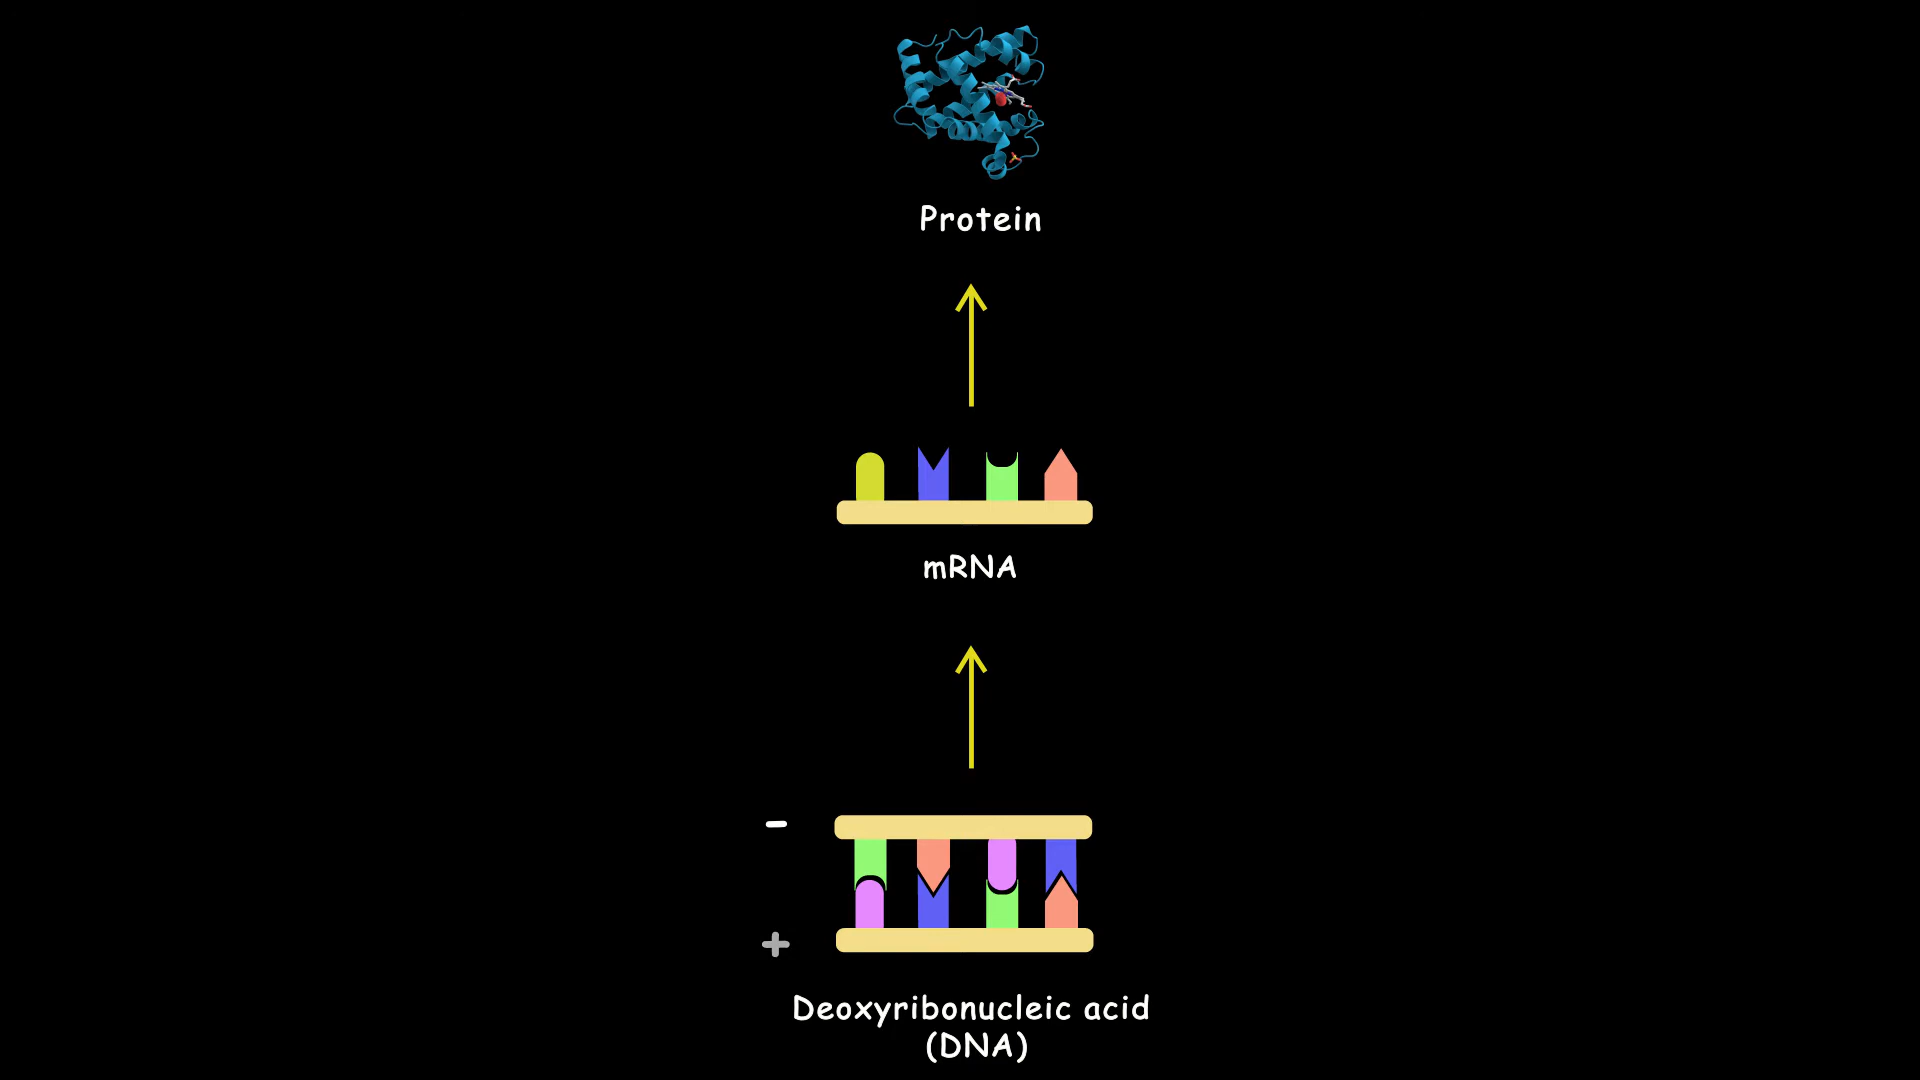 Protein
mRNA
-
+
Deoxyribonucleic acid
(DNA)